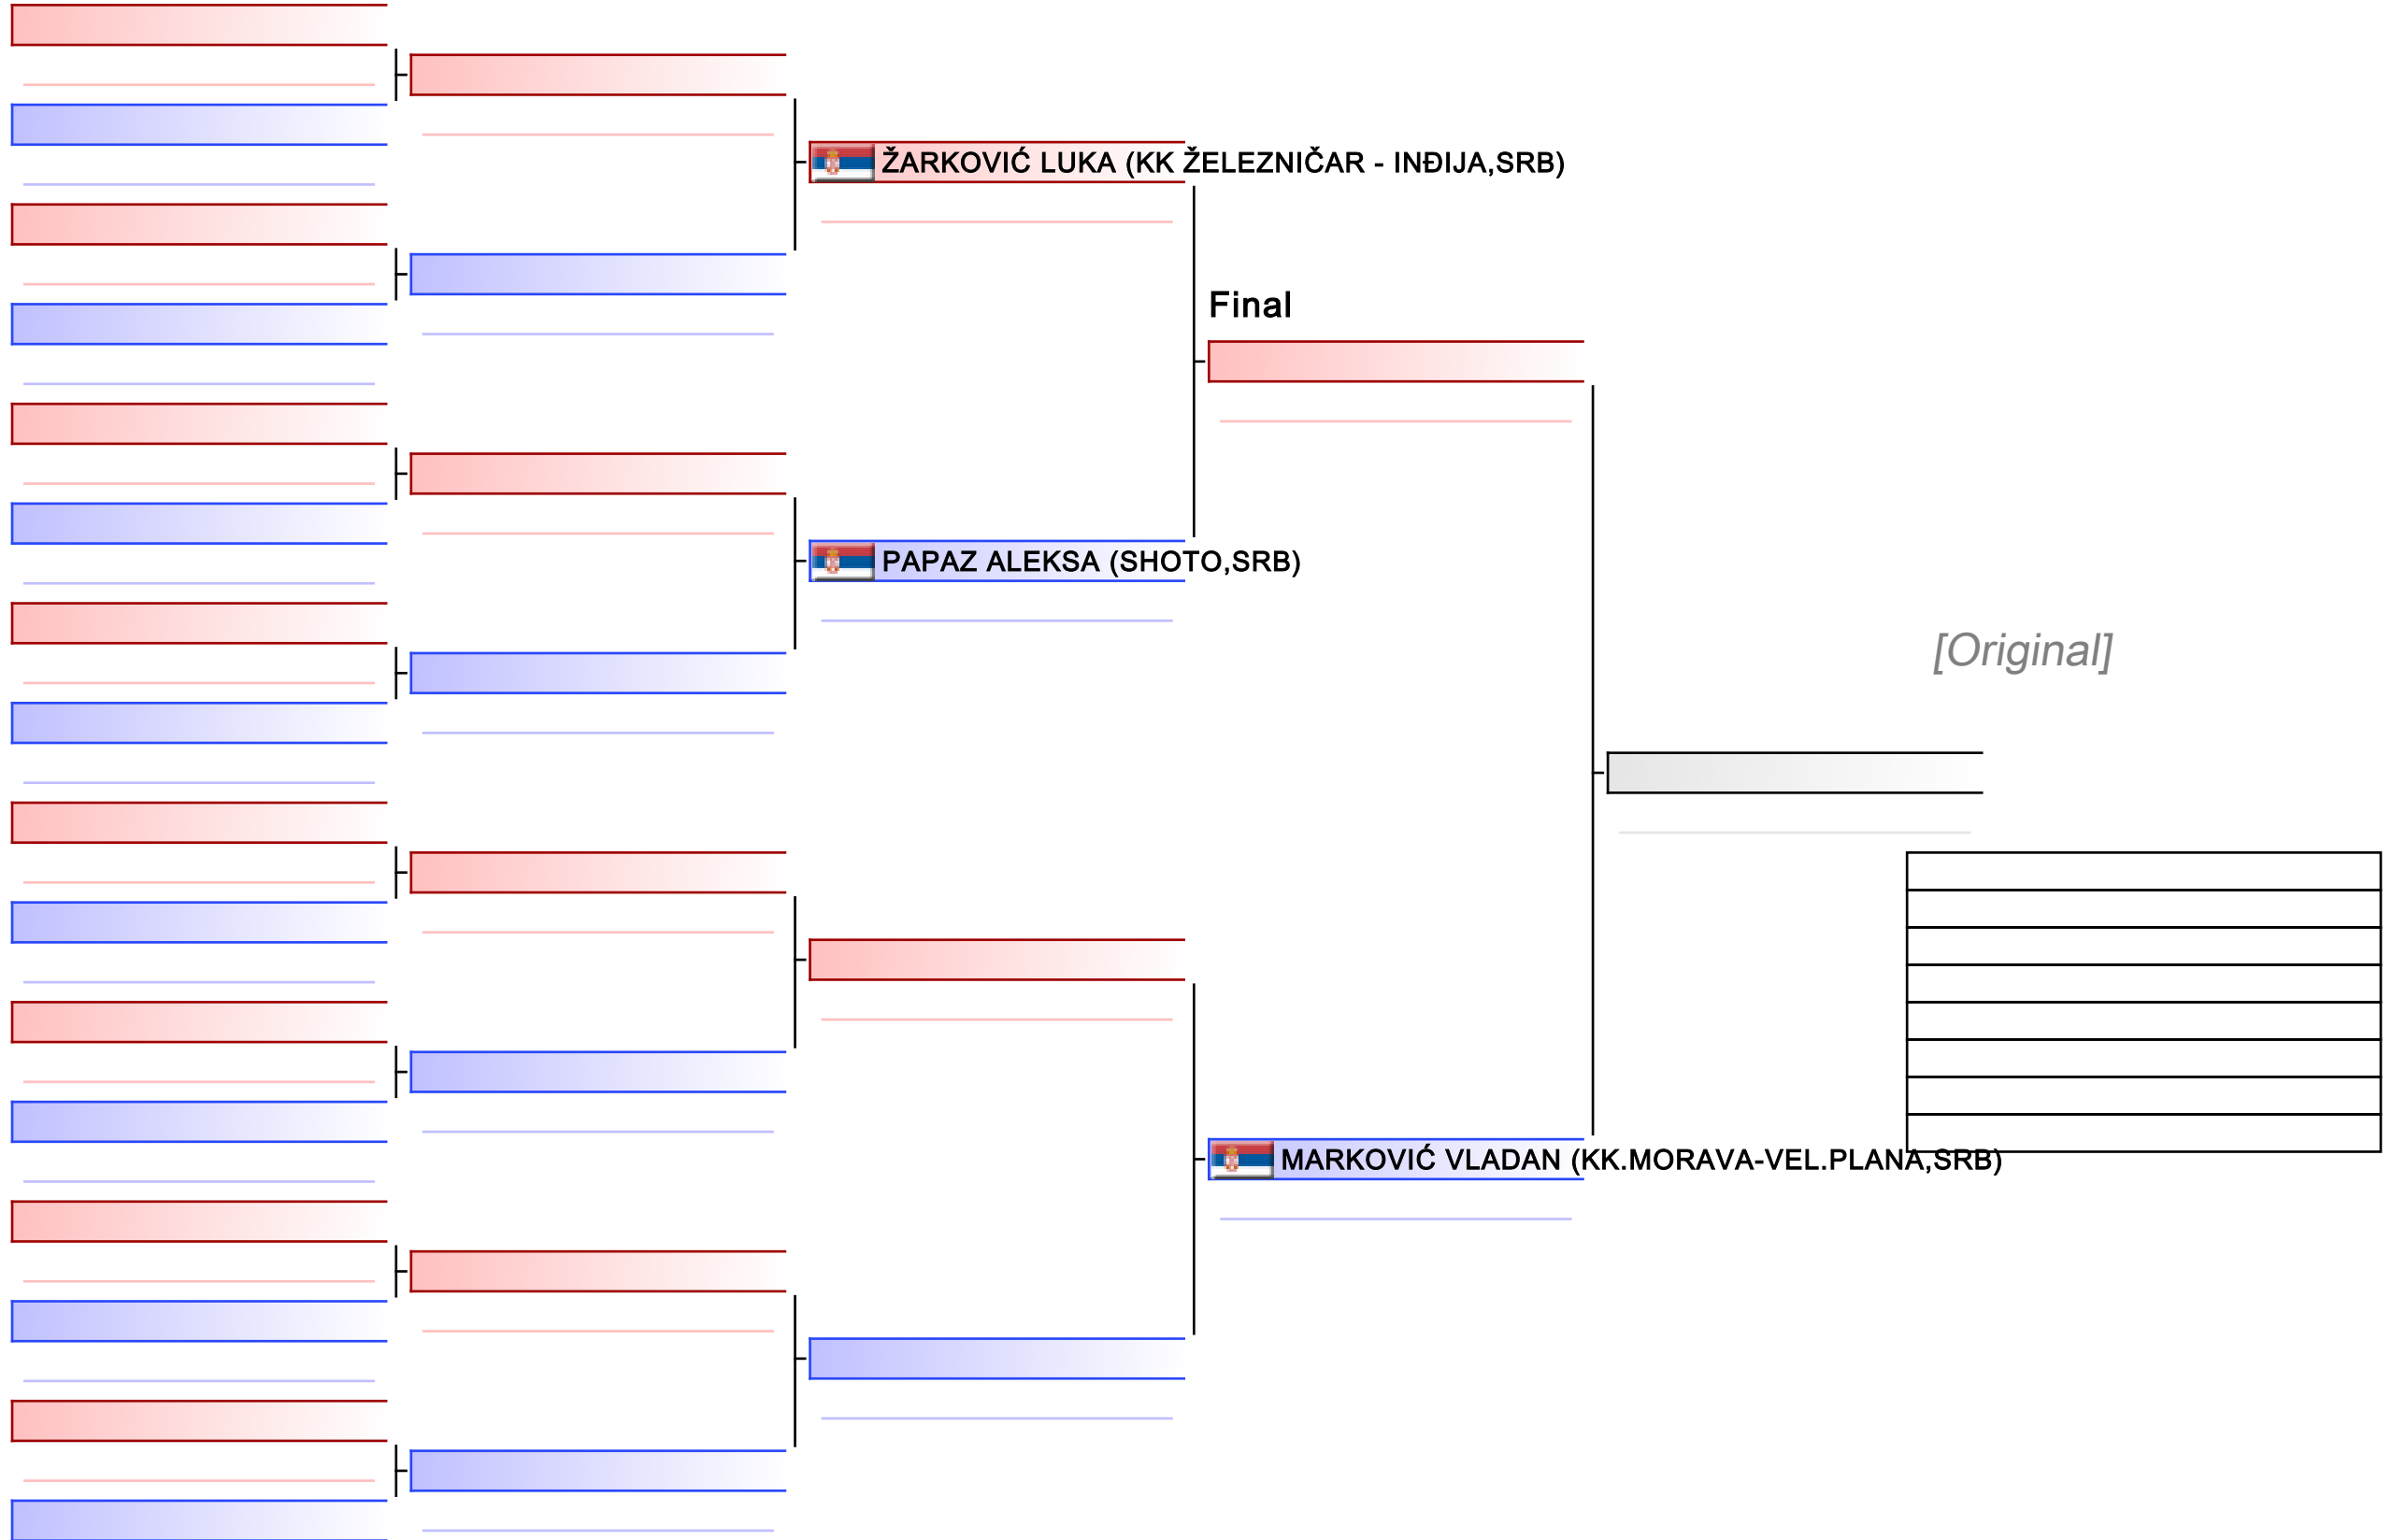 ŽARKOVIĆ LUKA (KK ŽELEZNIČAR - INĐIJA,SRB)
Final
PAPAZ ALEKSA (SHOTO,SRB)
[Original]
MARKOVIĆ VLADAN (KK.MORAVA-VEL.PLANA,SRB)